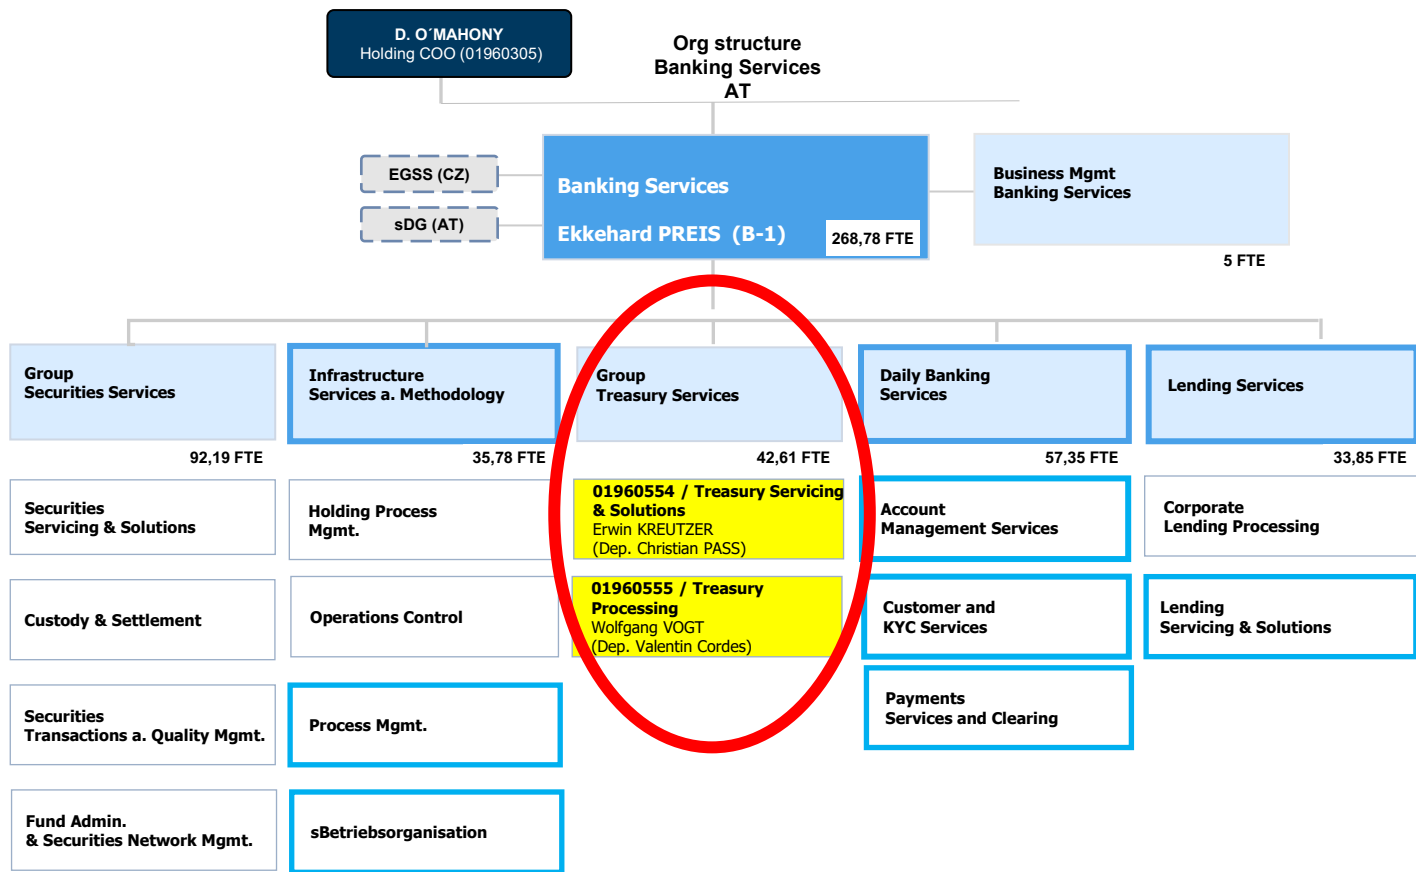 D. O´MAHONY
Holding COO (01960305)
Org structure
Banking Services
AT
EGSS (CZ)
sDG (AT)
Banking Services
Ekkehard PREIS (B-1)
268,78 FTE
Business Mgmt
Banking Services
5 FTE
Group
Securities Services
92,19 FTE
Infrastructure
Services a. Methodology
35,78 FTE
Group
Treasury Services
42,61 FTE
Daily Banking
Services
57,35 FTE
Lending Services
33,85 FTE
Securities
Servicing & Solutions
Custody & Settlement
Securities
Transactions a. Quality Mgmt.
Fund Admin.
& Securities Network Mgmt.
Holding Process
Mgmt.
Operations Control
Process Mgmt.
sBetriebsorganisation
01960554 / Treasury Servicing
& Solutions
Erwin KREUTZER
(Dep. Christian PASS)
01960555 / Treasury
Processing
Wolfgang VOGT
(Dep. Valentin Cordes)
Account
Management Services
Customer and
KYC Services
Payments
Services and Clearing
Corporate
Lending Processing
Lending
Servicing & Solutions